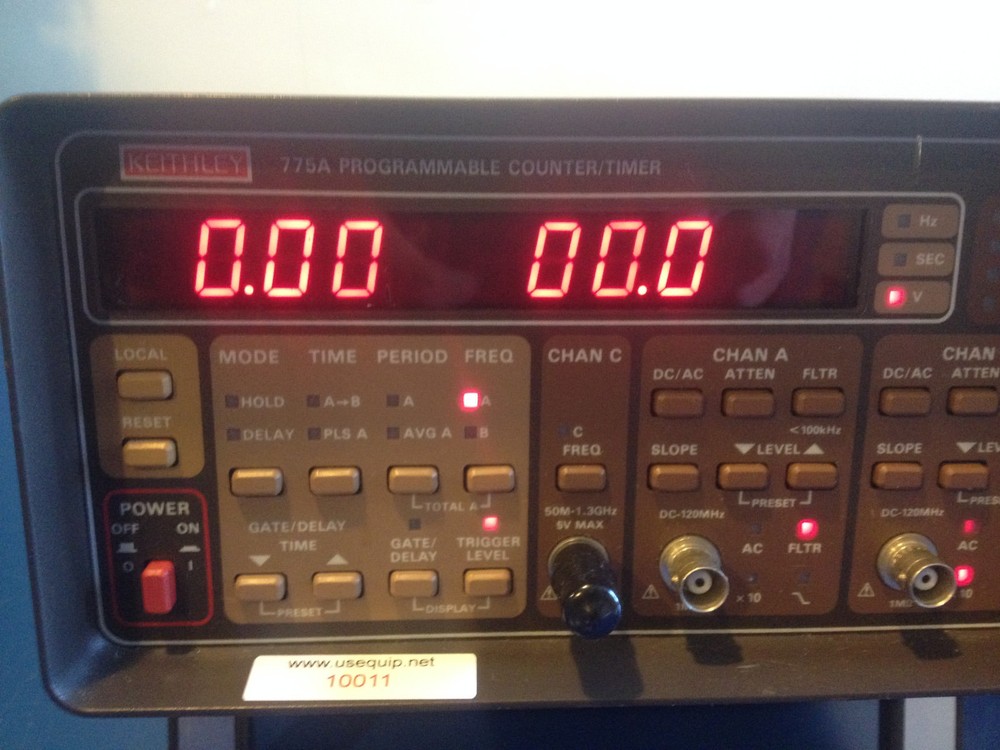 KEITHLEY 775A PROGRAMMABLE COUNTER/TIMER
0.00 00.0
Hz
SEC
V
LOCAL
RESET
POWER
OFF ON
O I
MODE TIME PERIOD FREQ
HOLD A→B A A
DELAY PLS A AVG A B
TOTAL A
GATE/DELAY
TIME
GATE/
DELAY
TRIGGER
LEVEL
PRESET
DISPLAY
CHAN C
C
FREQ
50M-1.3GHz
5V MAX
CHAN A
DC/AC ATTEN FLTR
<100kHz
SLOPE ▼LEVEL▲
PRESET
DC-120MHz
AC FLTR
×10
CHAN
DC/AC ATTEN
SLOPE ▼LEV
PRES
DC-120MHz
AC
10
www.usequip.net
10011